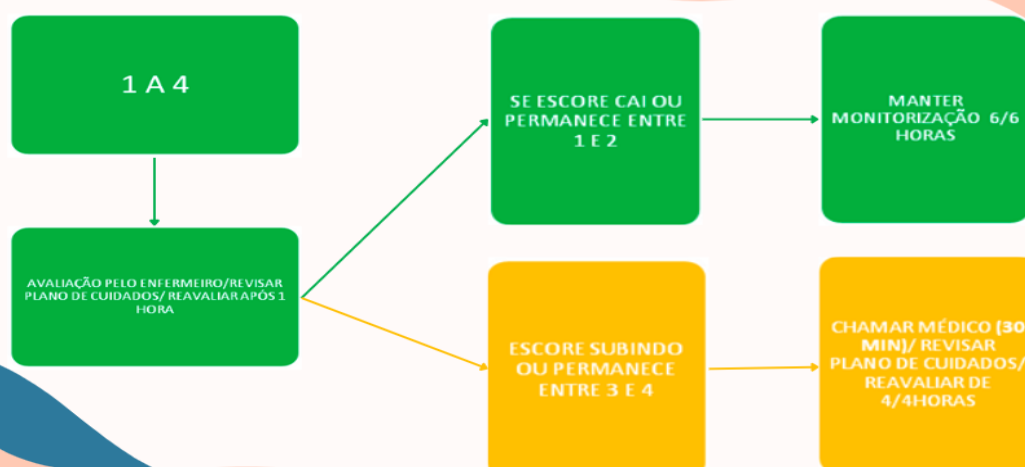 1 A 4
AVALIAÇÃO PELO ENFERMEIRO/REVISAR
PLANO DE CUIDADOS/ REAVALIAR APÓS 1
HORA
SE ESCORE CAI OU
PERMANECE ENTRE
1 E 2
MANTER
MONITORIZAÇÃO 6/6
HORAS
ESCORE SUBINDO
OU PERMANECE
ENTRE 3 E 4
CHAMAR MÉDICO (30
MIN)/ REVISAR
PLANO DE CUIDADOS/
REAVALIAR DE
4/4HORAS